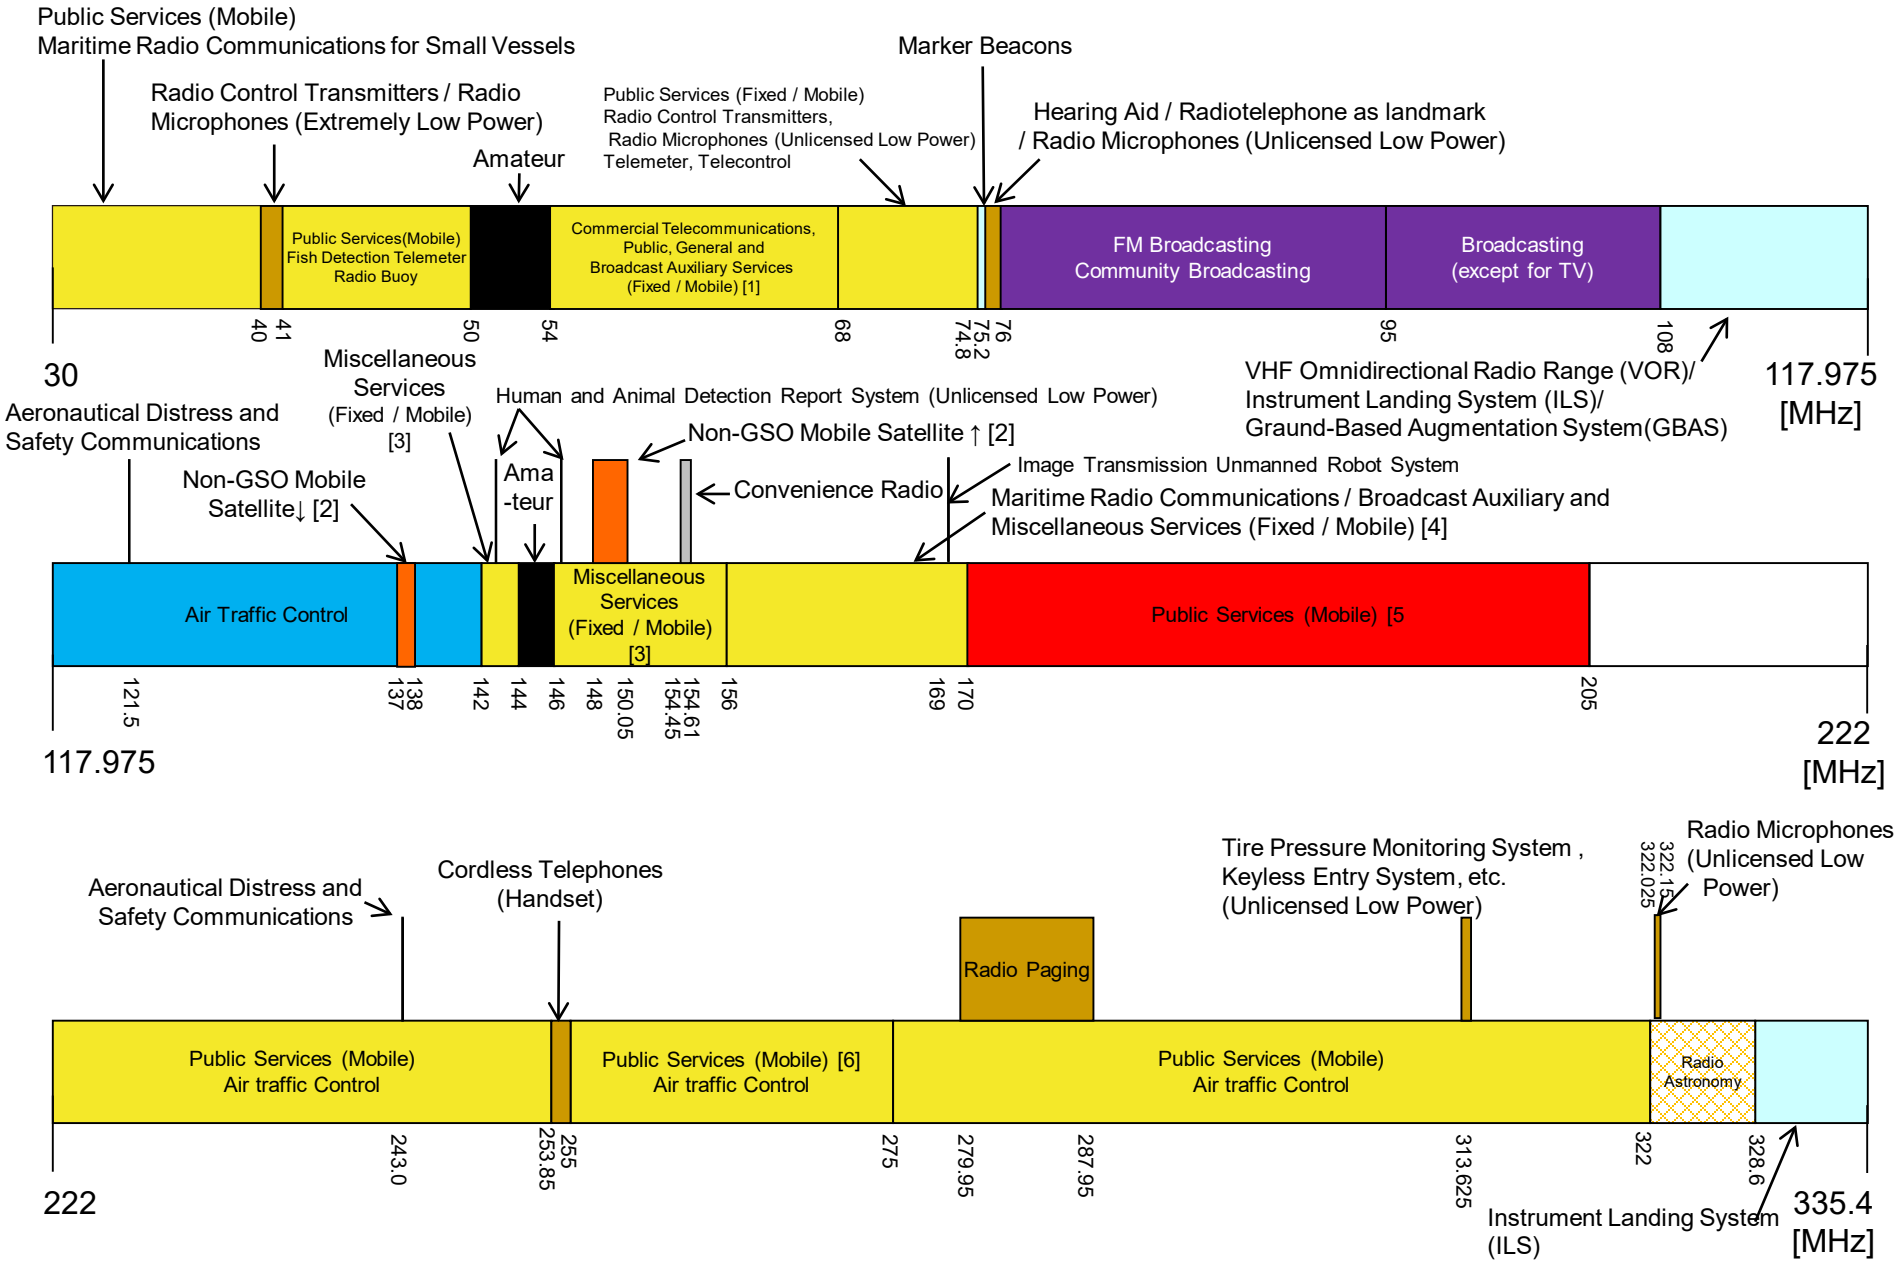 Public Services (Mobile)
Maritime Radio Communications for Small Vessels
Marker Beacons
Radio Control Transmitters / Radio
Microphones (Extremely Low Power)
Amateur
Public Services (Fixed / Mobile)
Radio Control Transmitters,
Radio Microphones (Unlicensed Low Power)
Telemeter, Telecontrol
Hearing Aid / Radiotelephone as landmark
/ Radio Microphones (Unlicensed Low Power)
Public Services(Mobile)
Fish Detection Telemeter
Radio Buoy
Commercial Telecommunications,
Public, General and
Broadcast Auxiliary Services
(Fixed / Mobile) [1]
FM Broadcasting
Community Broadcasting
Broadcasting
(except for TV)
40
41
50
54
68
74.8
75.2
76
95
108
30
117.975
[MHz]
VHF Omnidirectional Radio Range (VOR)/
Instrument Landing System (ILS)/
Graund-Based Augmentation System(GBAS)
Aeronautical Distress and
Safety Communications
Non-GSO Mobile
Satellite↓ [2]
Miscellaneous
Services
(Fixed / Mobile)
[3]
Human and Animal Detection Report System (Unlicensed Low Power)
Ama
-teur
Non-GSO Mobile Satellite ↑ [2]
Convenience Radio
Image Transmission Unmanned Robot System
Maritime Radio Communications / Broadcast Auxiliary and
Miscellaneous Services (Fixed / Mobile) [4]
Air Traffic Control
Miscellaneous
Services
(Fixed / Mobile)
[3]
Public Services (Mobile) [5
121.5
137
138
142
144
146
148
150.05
154.45
154.61
156
169
170
205
117.975
222
[MHz]
Aeronautical Distress and
Safety Communications
Cordless Telephones
(Handset)
Tire Pressure Monitoring System ,
Keyless Entry System, etc.
(Unlicensed Low Power)
322.025
322.15
Radio Microphones
(Unlicensed Low
Power)
Radio Paging
Public Services (Mobile)
Air traffic Control
Public Services (Mobile) [6]
Air traffic Control
Public Services (Mobile)
Air traffic Control
Radio
Astronomy
243.0
253.85
255
275
279.95
287.95
313.625
322
328.6
222
Instrument Landing System
(ILS)
335.4
[MHz]